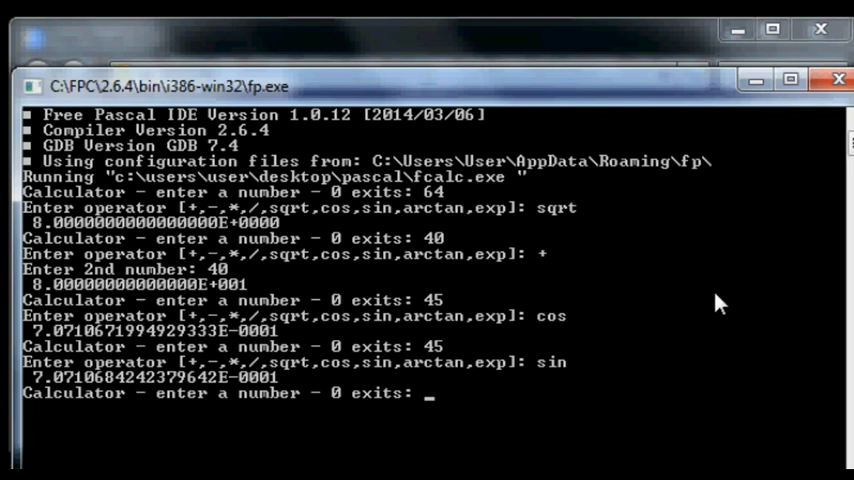 C:\FPC\2.6.4\bin\i386-win32\fp.exe
Free Pascal IDE Version 1.0.12 [2014/03/06]
Compiler Version 2.6.4
GDB Version GDB 7.4
Using configuration files from: C:\Users\User\AppData\Roaming\fp\
Running "c:\users\user\desktop\pascal\fcalc.exe "
Calculator - enter a number - 0 exits: 64
Enter operator [+,-,*,/,sqrt,cos,sin,arctan,exp]: sqrt
8.0000000000000000E+0000
Calculator - enter a number - 0 exits: 40
Enter operator [+,-,*,/,sqrt,cos,sin,arctan,exp]: +
Enter 2nd number: 40
8.00000000000000E+001
Calculator - enter a number - 0 exits: 45
Enter operator [+,-,*,/,sqrt,cos,sin,arctan,exp]: cos
7.0710671994929333E-0001
Calculator - enter a number - 0 exits: 45
Enter operator [+,-,*,/,sqrt,cos,sin,arctan,exp]: sin
7.0710684242379642E-0001
Calculator - enter a number - 0 exits: _